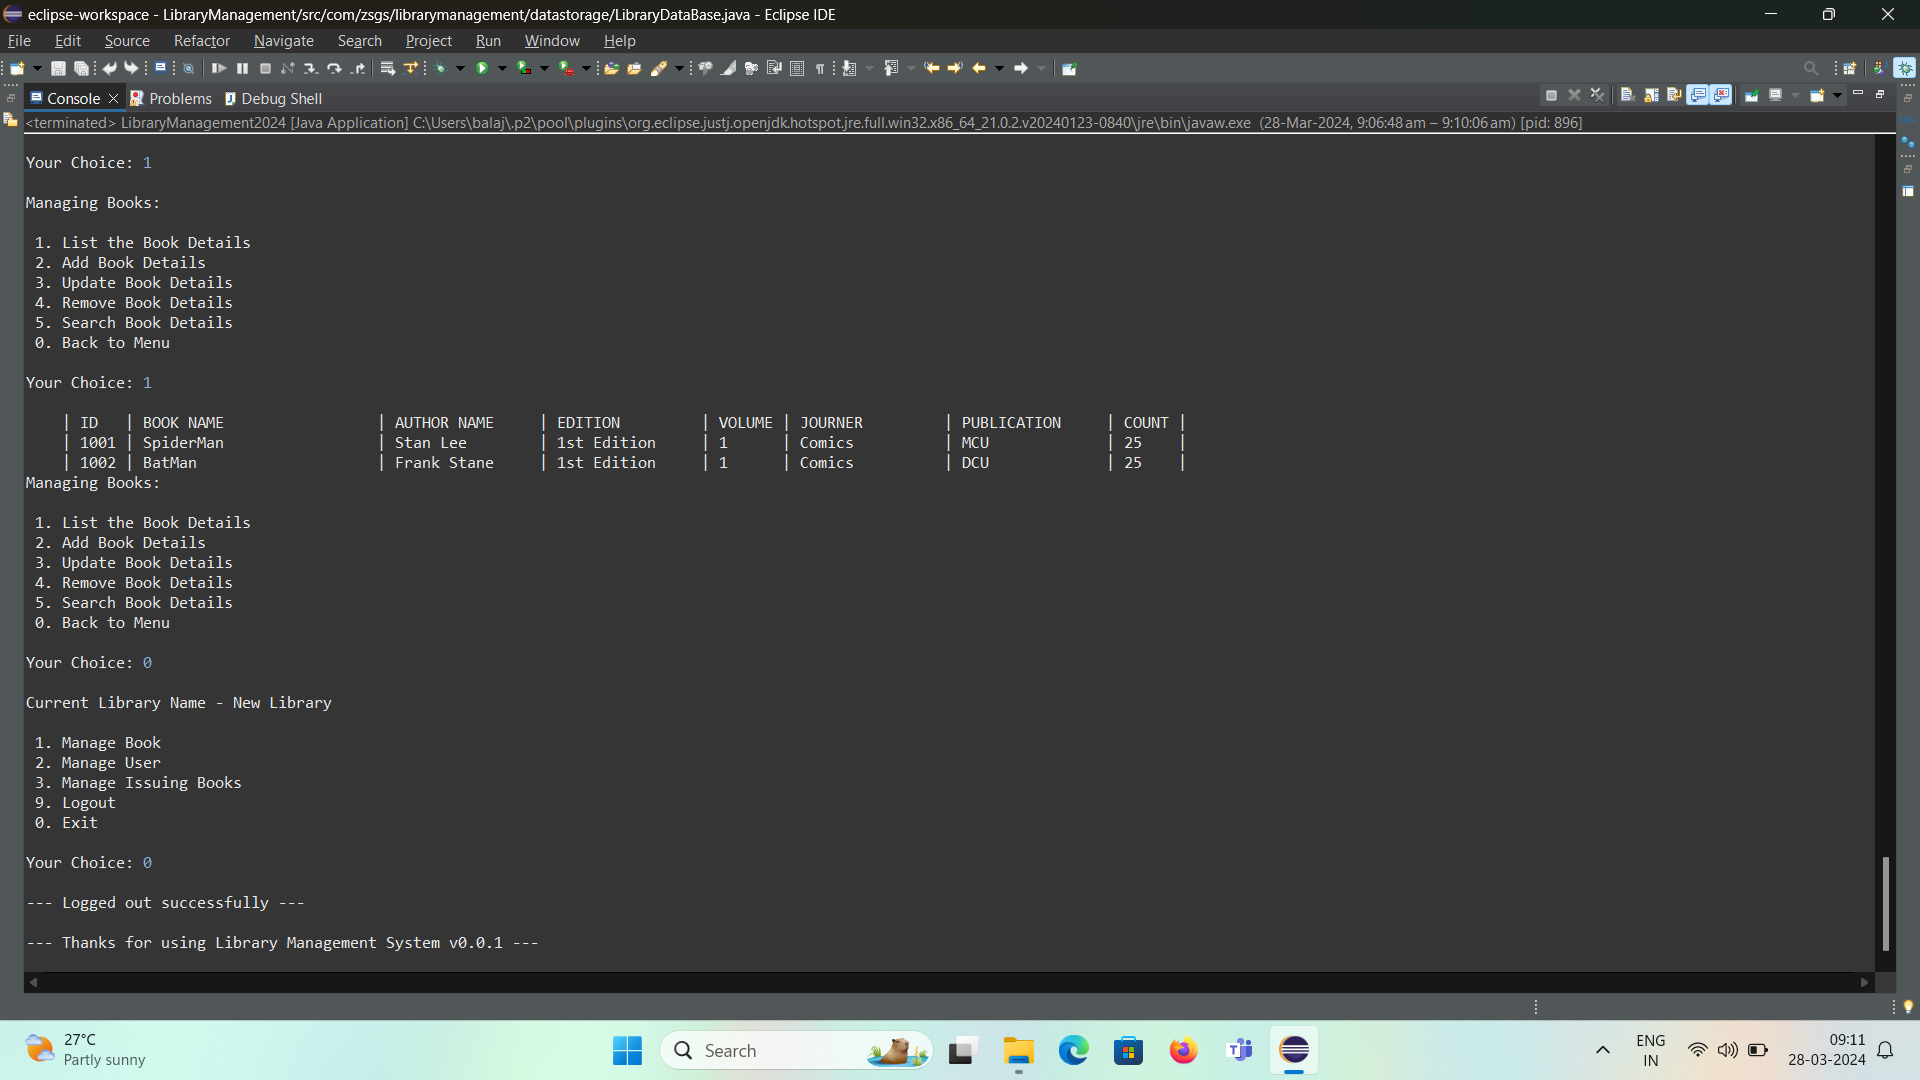 eclipse-workspace - LibraryManagement/src/com/zsgs/librarymanagement/datastorage/LibraryDataBase.java - Eclipse IDE
File Edit Source Refactor Navigate Search Project Run Window Help
Console Problems Debug Shell
<terminated> LibraryManagement2024 [Java Application] C:\Users\balaj\.p2\pool\plugins\org.eclipse.justj.openjdk.hotspot.jre.full.win32.x86_64_21.0.2.v20240123-0840\jre\bin\javaw.exe (28-Mar-2024, 9:06:48 am – 9:10:06 am) [pid: 896]
Your Choice: 1
Managing Books:
1. List the Book Details
2. Add Book Details
3. Update Book Details
4. Remove Book Details
5. Search Book Details
0. Back to Menu
Your Choice: 1
| ID | BOOK NAME | AUTHOR NAME | EDITION | VOLUME | JOURNER | PUBLICATION | COUNT |
| 1001 | SpiderMan | Stan Lee | 1st Edition | 1 | Comics | MCU | 25 |
| 1002 | BatMan | Frank Stane | 1st Edition | 1 | Comics | DCU | 25 |
Managing Books:
1. List the Book Details
2. Add Book Details
3. Update Book Details
4. Remove Book Details
5. Search Book Details
0. Back to Menu
Your Choice: 0
Current Library Name - New Library
1. Manage Book
2. Manage User
3. Manage Issuing Books
9. Logout
0. Exit
Your Choice: 0
--- Logged out successfully ---
--- Thanks for using Library Management System v0.0.1 ---
27°C
Partly sunny
Search
ENG
IN
09:11
28-03-2024